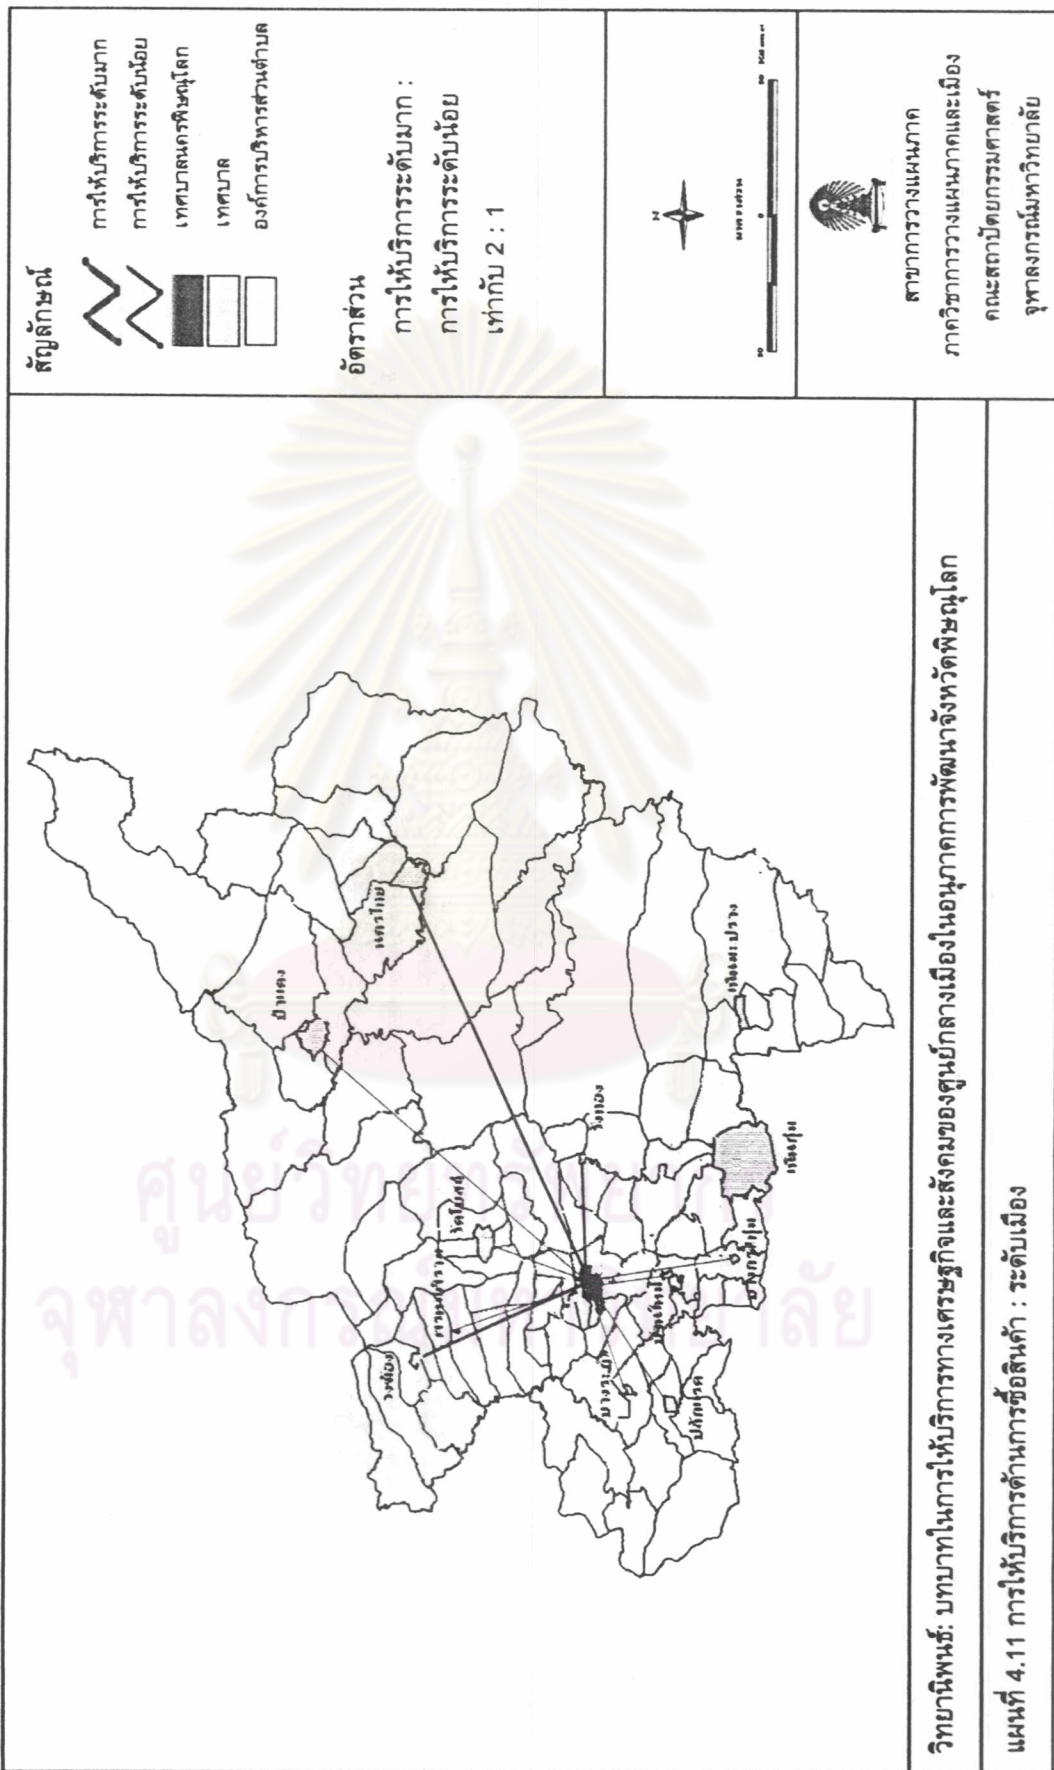 สัญลักษณ์
การให้บริการระดับมาก
การให้บริการระดับน้อย
เทศบาลนครพิษณุโลก
เทศบาล
องค์การบริหารส่วนตำบล
อัตราส่วน
การให้บริการระดับมาก :
การให้บริการระดับน้อย
เท่ากับ 2 : 1
N
มาตราส่วน
0
สาขาการวางแผนภาค
ภาควิชาการวางแผนภาคและเมือง
คณะสถาปัตยกรรมศาสตร์
จุฬาลงกรณ์มหาวิทยาลัย
ป่าแดง
นครไทย
วัดโบสถ์
วงฆ้อง
วังทอง
เนินมะปราง
เนินกุ่ม
บางกระทุ่ม
บางระกำ
ปลักแรด
ศูนย์วิทยทรัพยากร
จุฬาลงกรณ์มหาวิทยาลัย
วิทยานิพนธ์: บทบาทในการให้บริการทางเศรษฐกิจและสังคมของศูนย์กลางเมืองในอนุภาคการพัฒนาจังหวัดพิษณุโลก
แผนที่ 4.11 การให้บริการด้านการซื้อสินค้า : ระดับเมือง